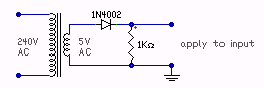 1N4002
240V
AC
5V
AC
1KΩ
apply to input